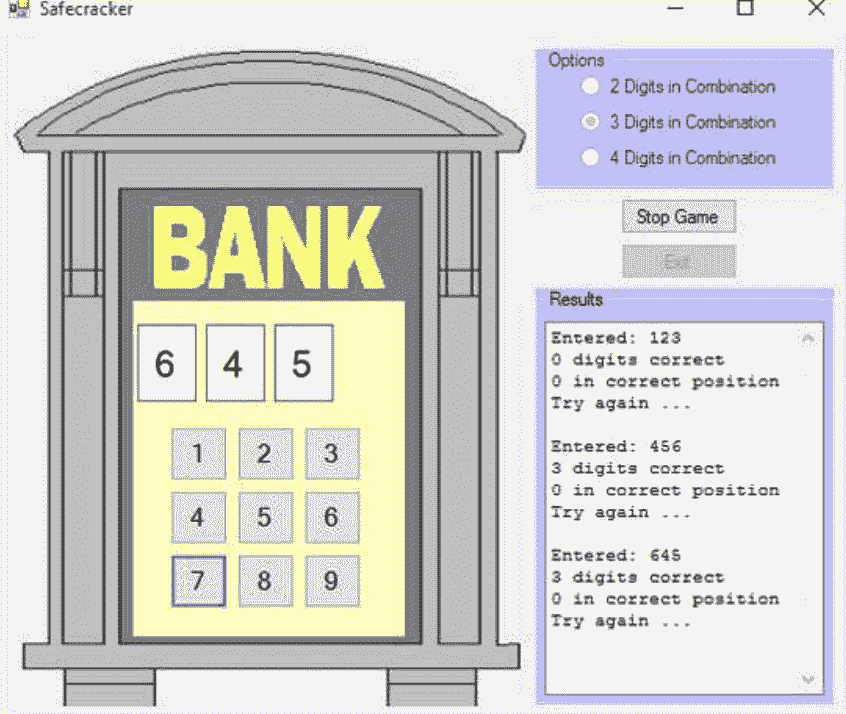 Safecracker
BANK
6 4 5
1 2 3
4 5 6
7 8 9
Options
2 Digits in Combination
3 Digits in Combination
4 Digits in Combination
Stop Game
Exit
Results
Entered: 123
0 digits correct
0 in correct position
Try again ...
Entered: 456
3 digits correct
0 in correct position
Try again ...
Entered: 645
3 digits correct
0 in correct position
Try again ...